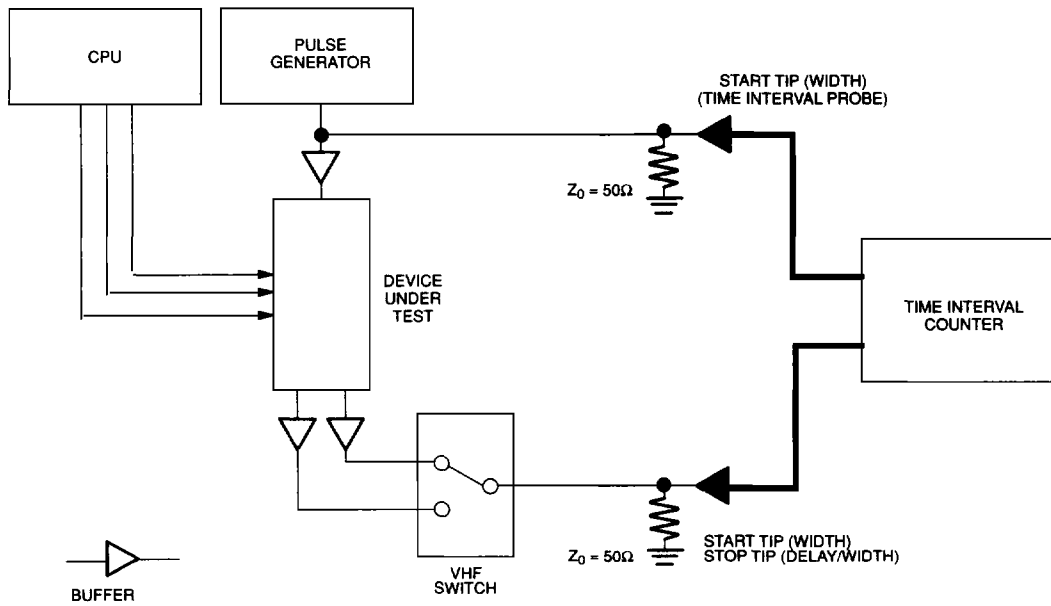 CPU
PULSE
GENERATOR
START TIP (WIDTH)
(TIME INTERVAL PROBE)
Z₀ = 50Ω
DEVICE
UNDER
TEST
TIME INTERVAL
COUNTER
Z₀ = 50Ω
START TIP (WIDTH)
STOP TIP (DELAY/WIDTH)
VHF
SWITCH
BUFFER